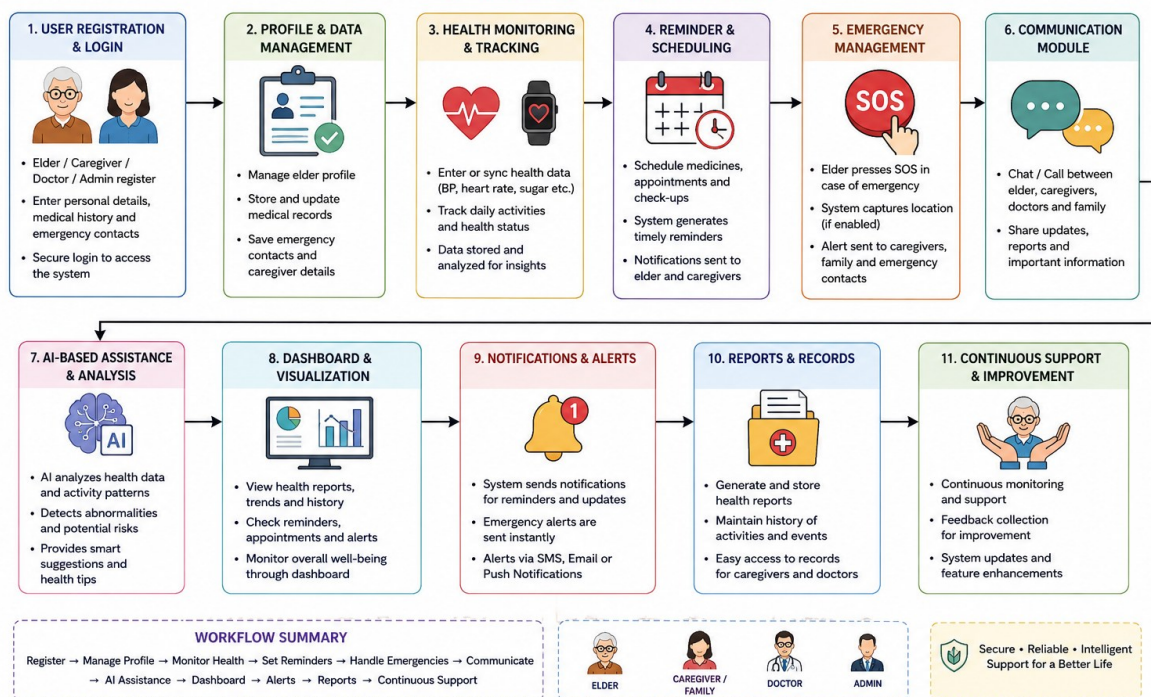 1. USER REGISTRATION
& LOGIN
• Elder / Caregiver /
Doctor / Admin register
• Enter personal details,
medical history and
emergency contacts
• Secure login to access
the system
2. PROFILE & DATA
MANAGEMENT
• Manage elder profile
• Store and update
medical records
• Save emergency
contacts and
caregiver details
3. HEALTH MONITORING
& TRACKING
• Enter or sync health data
(BP, heart rate, sugar etc.)
• Track daily activities
and health status
• Data stored and
analyzed for insights
4. REMINDER &
SCHEDULING
• Schedule medicines,
appointments and
check-ups
• System generates
timely reminders
• Notifications sent to
elder and caregivers
5. EMERGENCY
MANAGEMENT
SOS
• Elder presses SOS in
case of emergency
• System captures location
(if enabled)
• Alert sent to caregivers,
family and emergency
contacts
6. COMMUNICATION
MODULE
• Chat / Call between
elder, caregivers,
doctors and family
• Share updates,
reports and
important information
7. AI-BASED ASSISTANCE
& ANALYSIS
AI
• AI analyzes health data
and activity patterns
• Detects abnormalities
and potential risks
• Provides smart
suggestions and
health tips
8. DASHBOARD &
VISUALIZATION
• View health reports,
trends and history
• Check reminders,
appointments and alerts
• Monitor overall well-being
through dashboard
9. NOTIFICATIONS & ALERTS
1
• System sends notifications
for reminders and updates
• Emergency alerts are
sent instantly
• Alerts via SMS, Email or
Push Notifications
10. REPORTS & RECORDS
• Generate and store
health reports
• Maintain history of
activities and events
• Easy access to records
for caregivers and doctors
11. CONTINUOUS SUPPORT
& IMPROVEMENT
• Continuous monitoring
and support
• Feedback collection
for improvement
• System updates and
feature enhancements
WORKFLOW SUMMARY
Register → Manage Profile → Monitor Health → Set Reminders → Handle Emergencies → Communicate
→ AI Assistance → Dashboard → Alerts → Reports → Continuous Support
ELDER
CAREGIVER /
FAMILY
DOCTOR
ADMIN
Secure • Reliable • Intelligent
Support for a Better Life